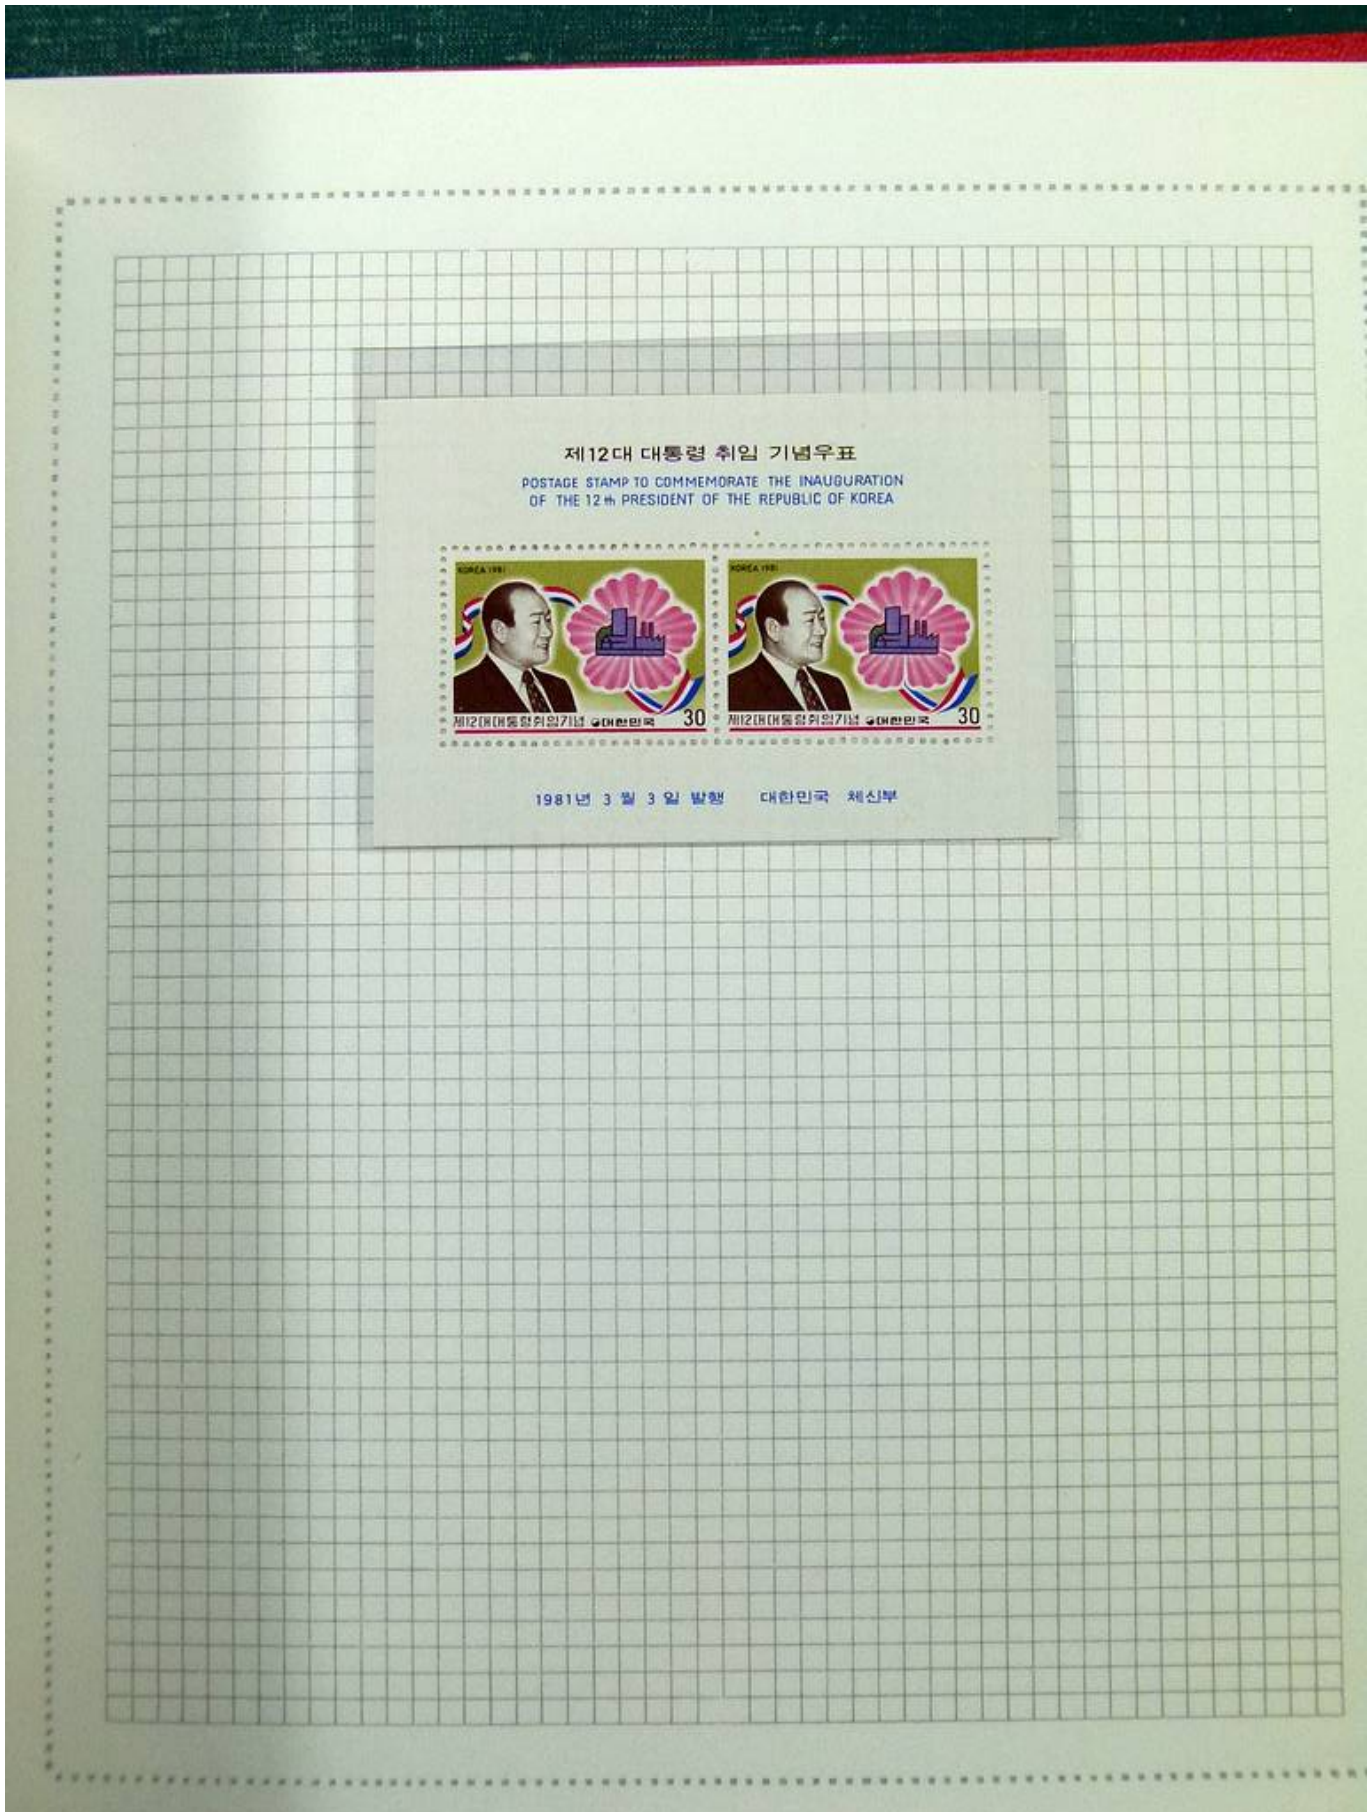 제12대 대통령 취임 기념우표
POSTAGE STAMP TO COMMEMORATE THE INAUGURATION
OF THE 12th PRESIDENT OF THE REPUBLIC OF KOREA
KOREA 1981
제12대대통령취임기념 대한민국 30
KOREA 1981
제12대대통령취임기념 대한민국 30
1981년 3월 3일 발행 대한민국 체신부